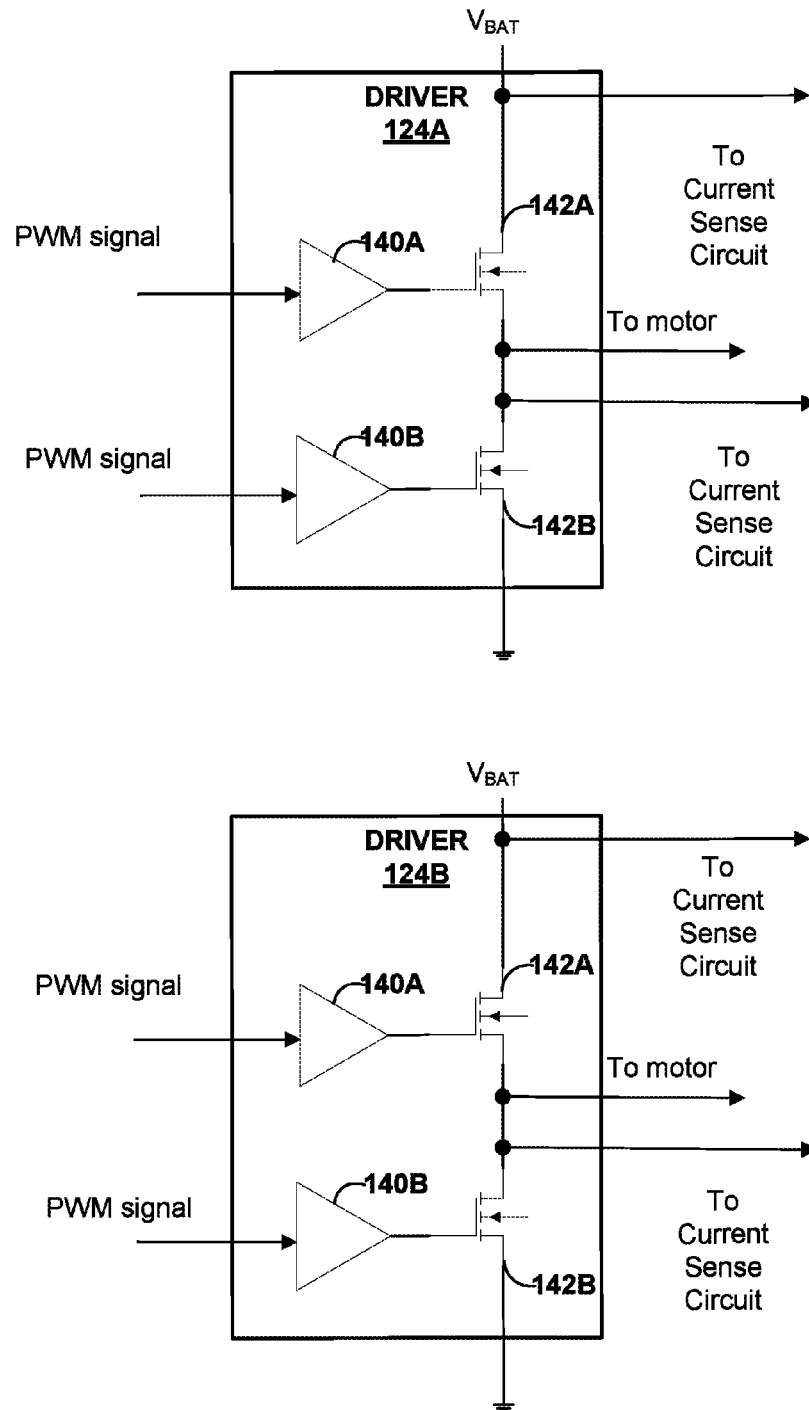 VBAT
DRIVER
124A
To
Current
Sense
Circuit
142A
PWM signal
140A
To motor
140B
PWM signal
To
Current
Sense
Circuit
142B
VBAT
DRIVER
124B
To
Current
Sense
Circuit
142A
PWM signal
140A
To motor
140B
PWM signal
To
Current
Sense
Circuit
142B